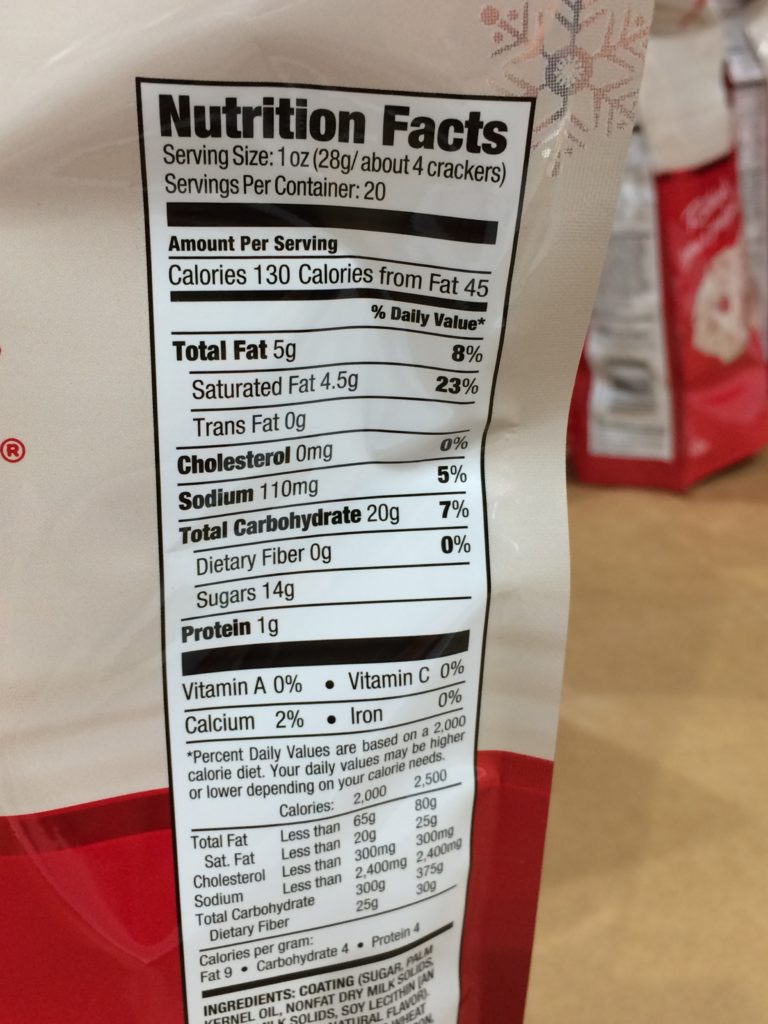 Nutrition Facts
Serving Size: 1 oz (28g/ about 4 crackers)
Servings Per Container: 20
Amount Per Serving
Calories 130 Calories from Fat 45
% Daily Value*
Total Fat 5g 8%
Saturated Fat 4.5g 23%
Trans Fat 0g
Cholesterol 0mg 0%
Sodium 110mg 5%
Total Carbohydrate 20g 7%
Dietary Fiber 0g 0%
Sugars 14g
Protein 1g
Vitamin A 0% • Vitamin C 0%
Calcium 2% • Iron 0%
*Percent Daily Values are based on a 2,000
calorie diet. Your daily values may be higher
or lower depending on your calorie needs.
Calories: 2,000 2,500
Total Fat Less than 65g 80g
Sat. Fat Less than 20g 25g
Cholesterol Less than 300mg 300mg
Sodium Less than 2,400mg 2,400mg
Total Carbohydrate 300g 375g
Dietary Fiber 25g 30g
Calories per gram:
Fat 9 • Carbohydrate 4 • Protein 4
INGREDIENTS: COATING (SUGAR, PALM
KERNEL OIL, NONFAT DRY MILK SOLIDS,
MILK SOLIDS, SOY LECITHIN [AN
NATURAL FLAVOR),
WHEAT
®